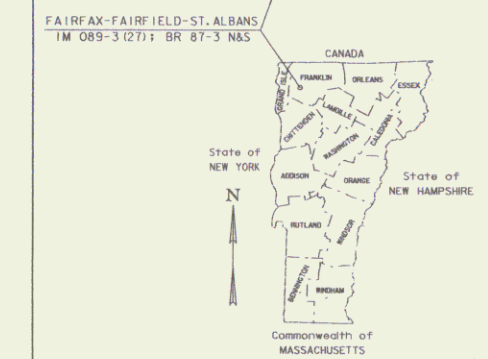 FAIRFAX-FAIRFIELD-ST. ALBANS
IM 089-3 (27); BR 87-3 N&S
CANADA
GRAND ISLE
FRANKLIN
ORLEANS
ESSEX
LAMOILLE
CHITTENDEN
WASHINGTON
CALEDONIA
State of
NEW YORK
ADDISON
ORANGE
State of
NEW HAMPSHIRE
N
RUTLAND
WINDSOR
BENNINGTON
WINDHAM
Commonwealth of
MASSACHUSETTS